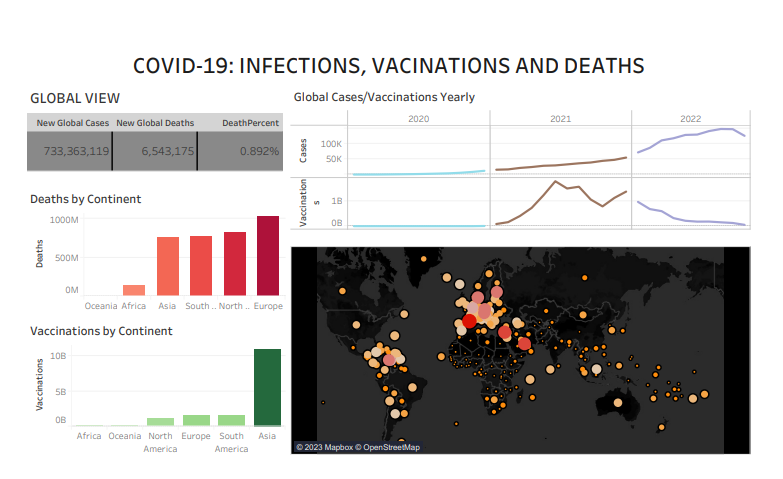 COVID-19: INFECTIONS, VACINATIONS AND DEATHS
GLOBAL VIEW
New Global Cases New Global Deaths DeathPercent
733,363,119 6,543,175 0.892%
Deaths by Continent
Deaths
1000M
500M
0M
Oceania Africa Asia South .. North .. Europe
Vaccinations by Continent
Vaccinations
10B
5B
0B
Africa Oceania North America Europe South America Asia
Global Cases/Vaccinations Yearly
2020 2021 2022
Cases
100K
50K
Vaccination
s
1B
0B
© 2023 Mapbox © OpenStreetMap